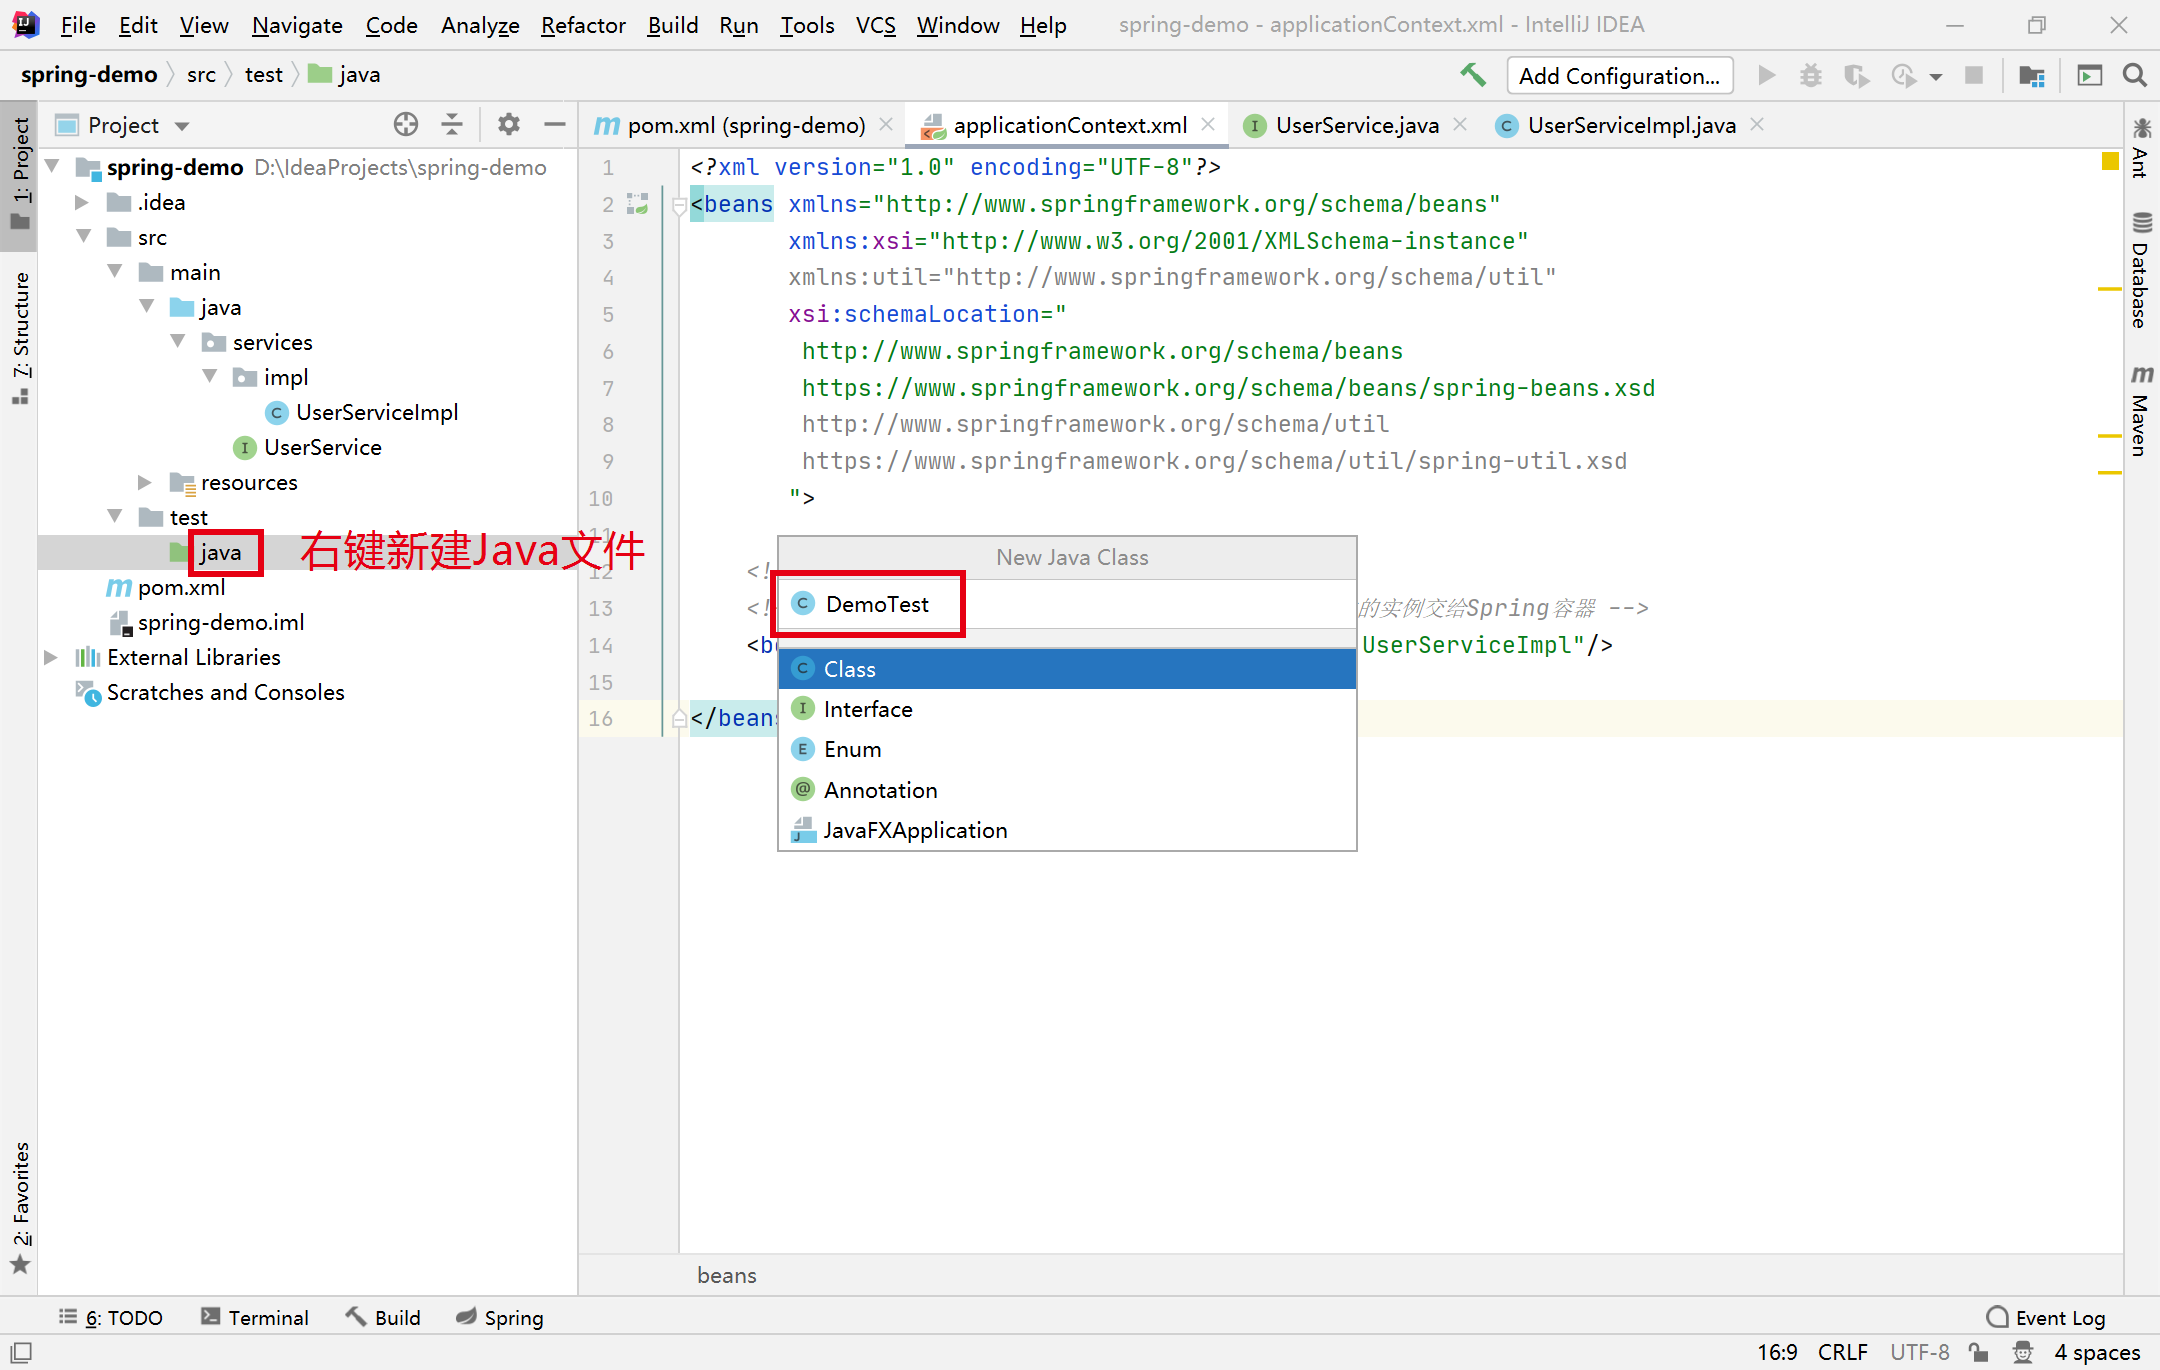 File Edit View Navigate Code Analyze Refactor Build Run Tools VCS Window Help spring-demo - applicationContext.xml - IntelliJ IDEA
spring-demo src test java Add Configuration...
1: Project
7: Structure
2: Favorites
Project
spring-demo D:\IdeaProjects\spring-demo
.idea
src
main
java
services
impl
UserServiceImpl
UserService
resources
test
java
右键新建Java文件
pom.xml
spring-demo.iml
External Libraries
Scratches and Consoles
pom.xml (spring-demo) applicationContext.xml UserService.java UserServiceImpl.java
1 <?xml version="1.0" encoding="UTF-8"?>
2 <beans xmlns="http://www.springframework.org/schema/beans"
3 xmlns:xsi="http://www.w3.org/2001/XMLSchema-instance"
4 xmlns:util="http://www.springframework.org/schema/util"
5 xsi:schemaLocation="
6 http://www.springframework.org/schema/beans
7 https://www.springframework.org/schema/beans/spring-beans.xsd
8 http://www.springframework.org/schema/util
9 https://www.springframework.org/schema/util/spring-util.xsd
10 ">
11
12 <!
13 <! 的实例交给Spring容器 -->
14 <b UserServiceImpl"/>
15
16 </beans
New Java Class
DemoTest
Class
Interface
Enum
Annotation
JavaFXApplication
beans
Ant
Database
Maven
6: TODO Terminal Build Spring Event Log
16:9 CRLF UTF-8 4 spaces